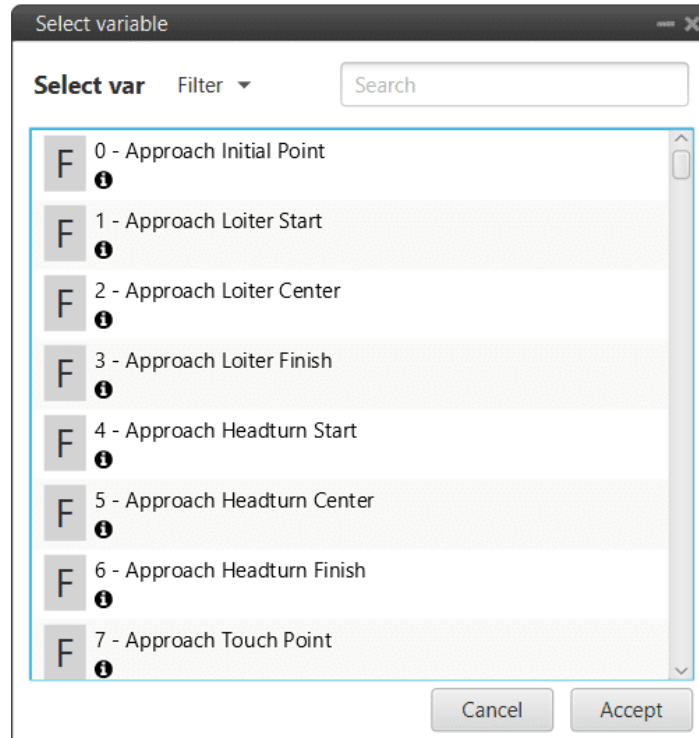 Select variable
Select var Filter Search
F 0 - Approach Initial Point
F 1 - Approach Loiter Start
F 2 - Approach Loiter Center
F 3 - Approach Loiter Finish
F 4 - Approach Headturn Start
F 5 - Approach Headturn Center
F 6 - Approach Headturn Finish
F 7 - Approach Touch Point
Cancel Accept